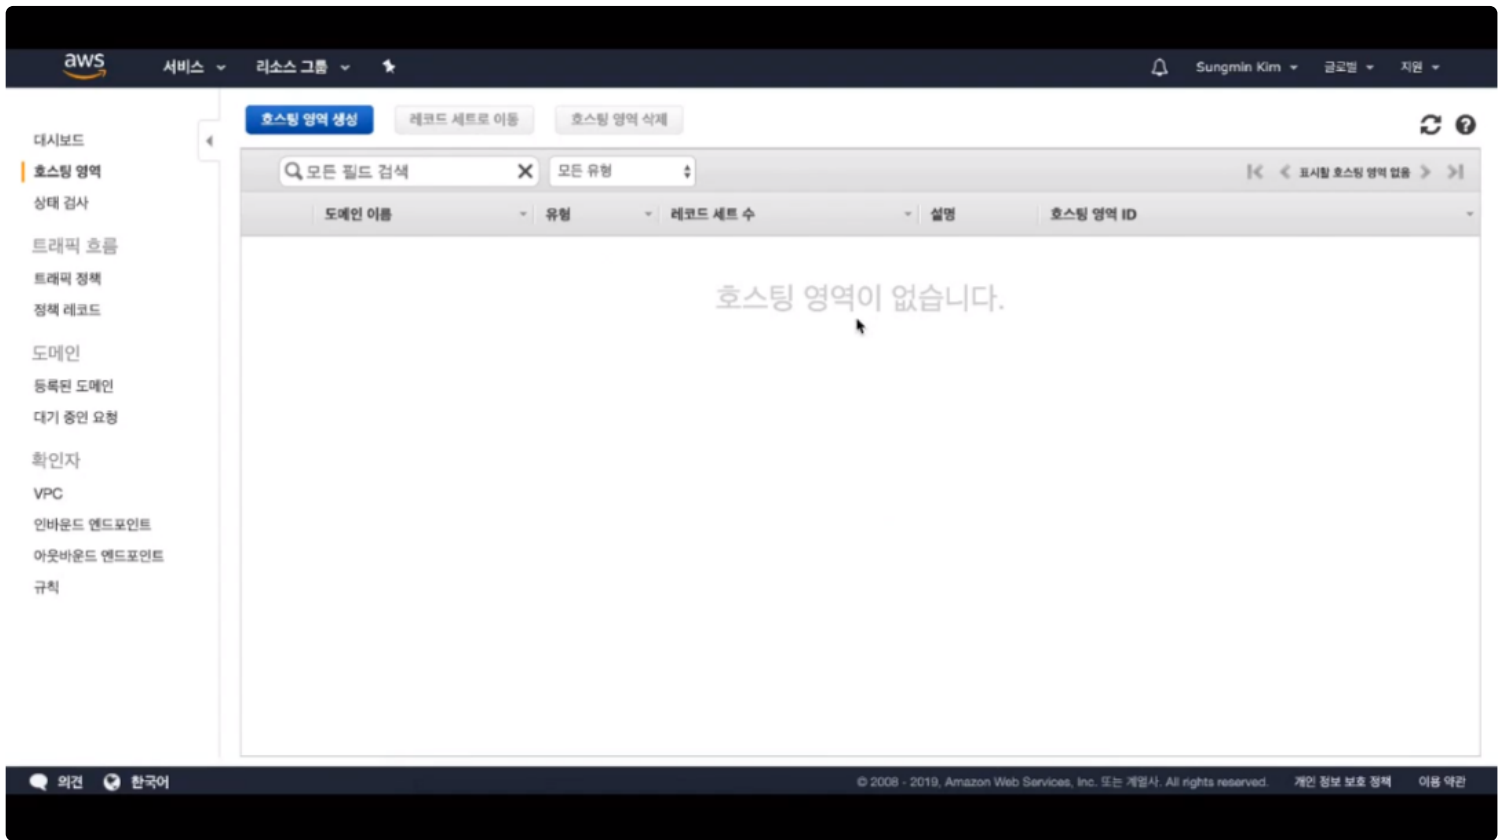 aws 서비스 리소스 그룹 Sungmin Kim 글로벌 지원
호스팅 영역 생성 레코드 세트로 이동 호스팅 영역 삭제
대시보드
호스팅 영역
상태 검사
트래픽 흐름
트래픽 정책
정책 레코드
도메인
등록된 도메인
대기 중인 요청
확인자
VPC
인바운드 엔드포인트
아웃바운드 엔드포인트
규칙
모든 필드 검색 모든 유형 표시할 호스팅 영역 없음
도메인 이름 유형 레코드 세트 수 설명 호스팅 영역 ID
호스팅 영역이 없습니다.
의견 한국어 © 2008 - 2019, Amazon Web Services, Inc. 또는 계열사. All rights reserved. 개인 정보 보호 정책 이용 약관